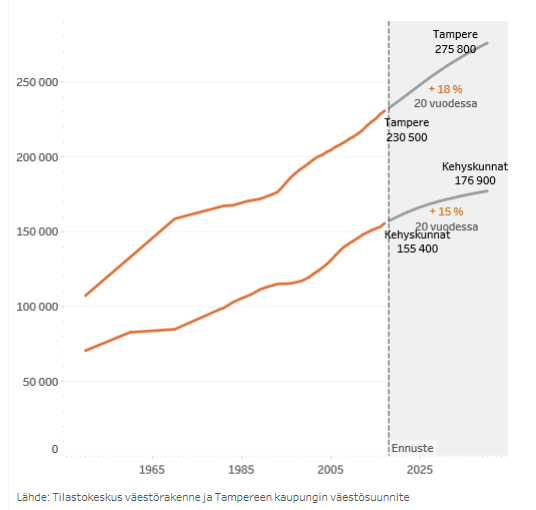 Tampere
275 800
250 000
+ 18 %
20 vuodessa
Tampere
230 500
200 000
Kehyskunnat
176 900
+ 15 %
20 vuodessa
150 000
Kehyskunnat
155 400
100 000
50 000
0
Ennuste
1965
1985
2005
2025
Lähde: Tilastokeskus väestörakenne ja Tampereen kaupungin väestösuunnite